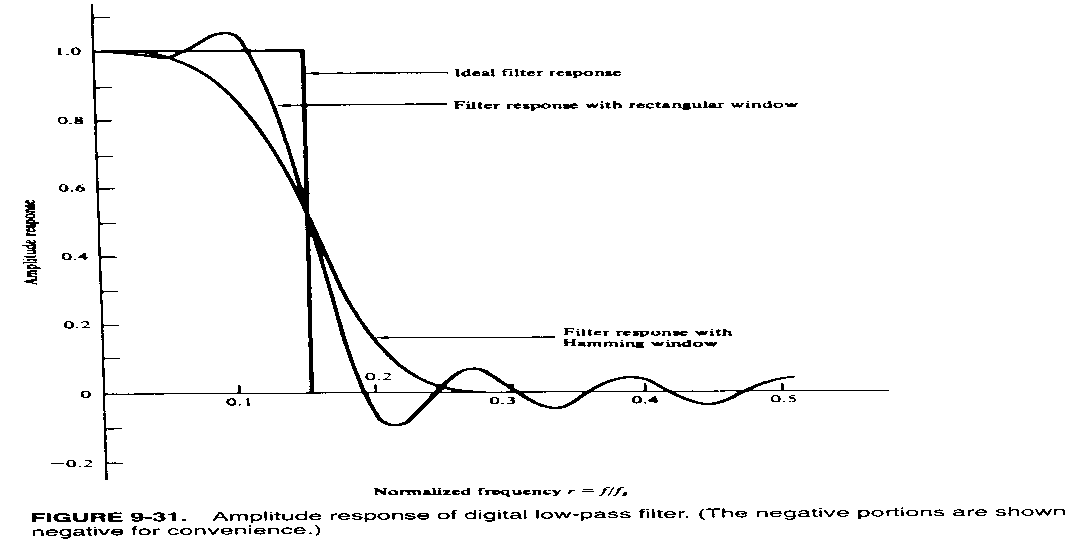 1.0
Ideal filter response
Filter response with rectangular window
0.8
0.6
Amplitude response
0.4
0.2
Filter response with
Hamming window
0.2
0
0.1
0.3
0.4
0.5
−0.2
Normalized frequency r = f/fs
FIGURE 9-31. Amplitude response of digital low-pass filter. (The negative portions are shown
negative for convenience.)